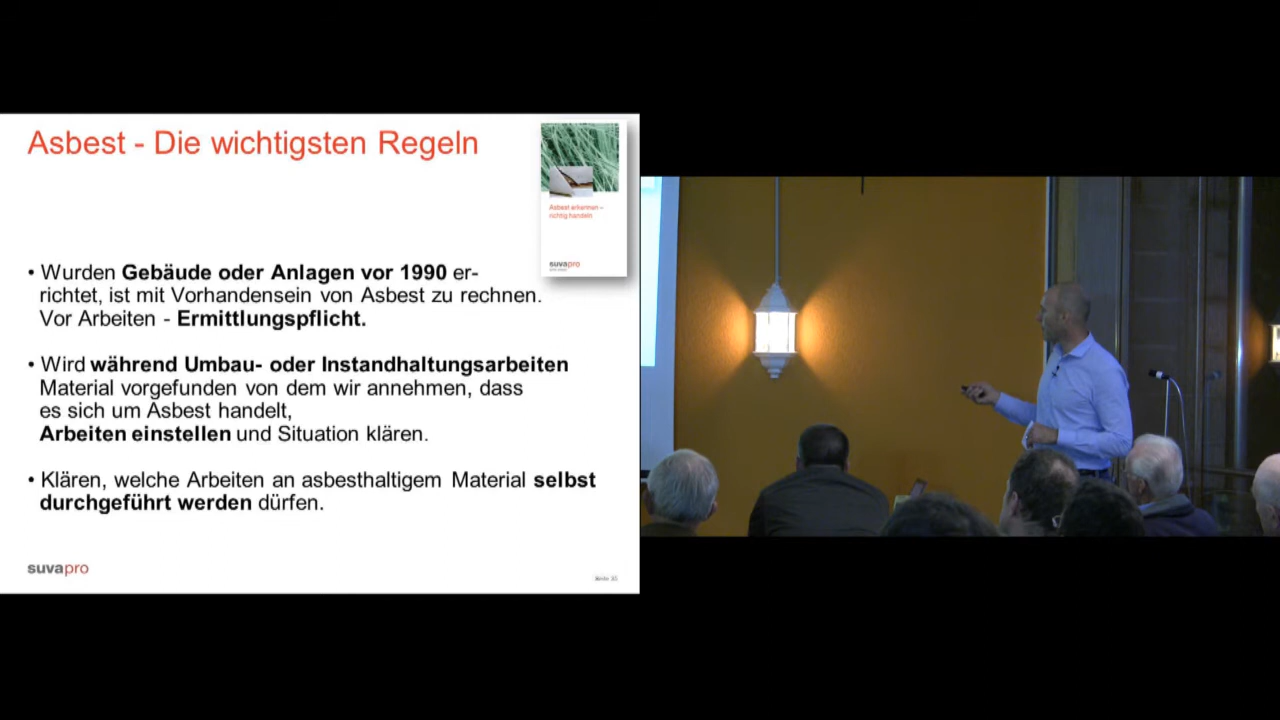 Asbest - Die wichtigsten Regeln
Asbest erkennen –
richtig handeln
suvapro
• Wurden Gebäude oder Anlagen vor 1990 er-
richtet, ist mit Vorhandensein von Asbest zu rechnen.
Vor Arbeiten - Ermittlungspflicht.
• Wird während Umbau- oder Instandhaltungsarbeiten
Material vorgefunden von dem wir annehmen, dass
es sich um Asbest handelt,
Arbeiten einstellen und Situation klären.
• Klären, welche Arbeiten an asbesthaltigem Material selbst
durchgeführt werden dürfen.
suvapro
Seite 35